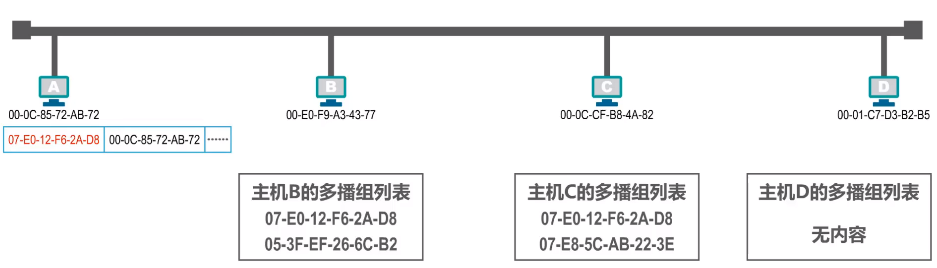 A
B
C
D
00-0C-85-72-AB-72
00-E0-F9-A3-43-77
00-0C-CF-B8-4A-82
00-01-C7-D3-B2-B5
07-E0-12-F6-2A-D8 00-0C-85-72-AB-72 ······
主机B的多播组列表
07-E0-12-F6-2A-D8
05-3F-EF-26-6C-B2
主机C的多播组列表
07-E0-12-F6-2A-D8
07-E8-5C-AB-22-3E
主机D的多播组列表
无内容